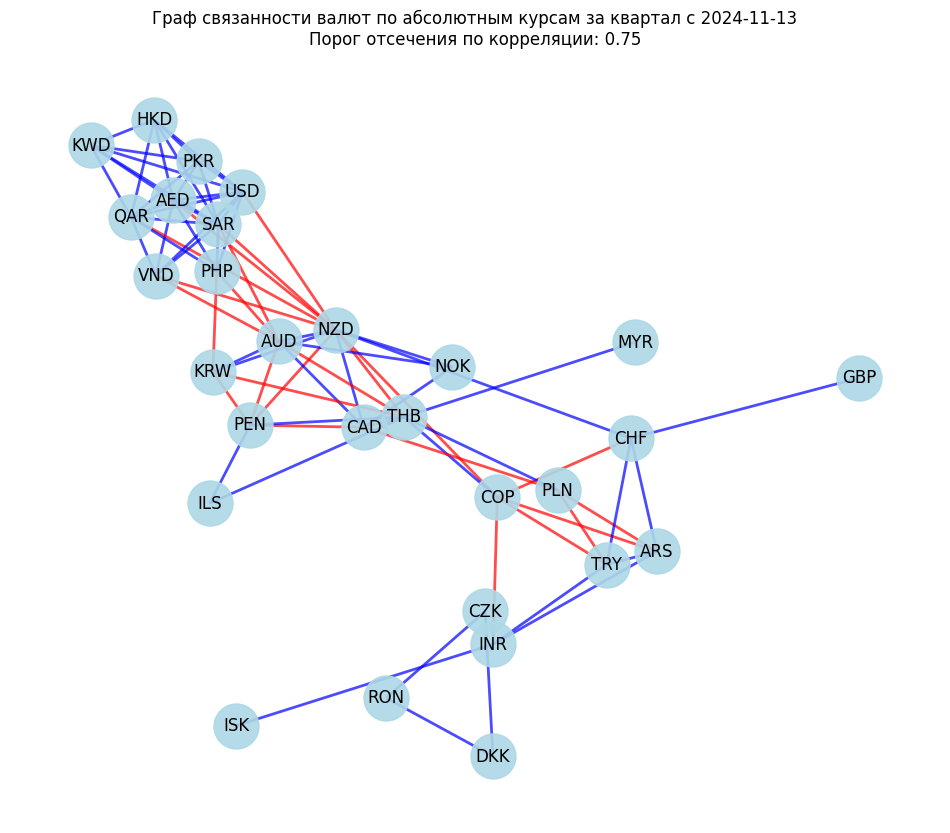 Граф связанности валют по абсолютным курсам за квартал с 2024-11-13
Порог отсечения по корреляции: 0.75
HKD
KWD
PKR
USD
AED
QAR
SAR
PHP
VND
NZD
AUD
MYR
NOK
KRW
GBP
THB
PEN
CAD
CHF
PLN
COP
ILS
ARS
TRY
CZK
INR
RON
ISK
DKK